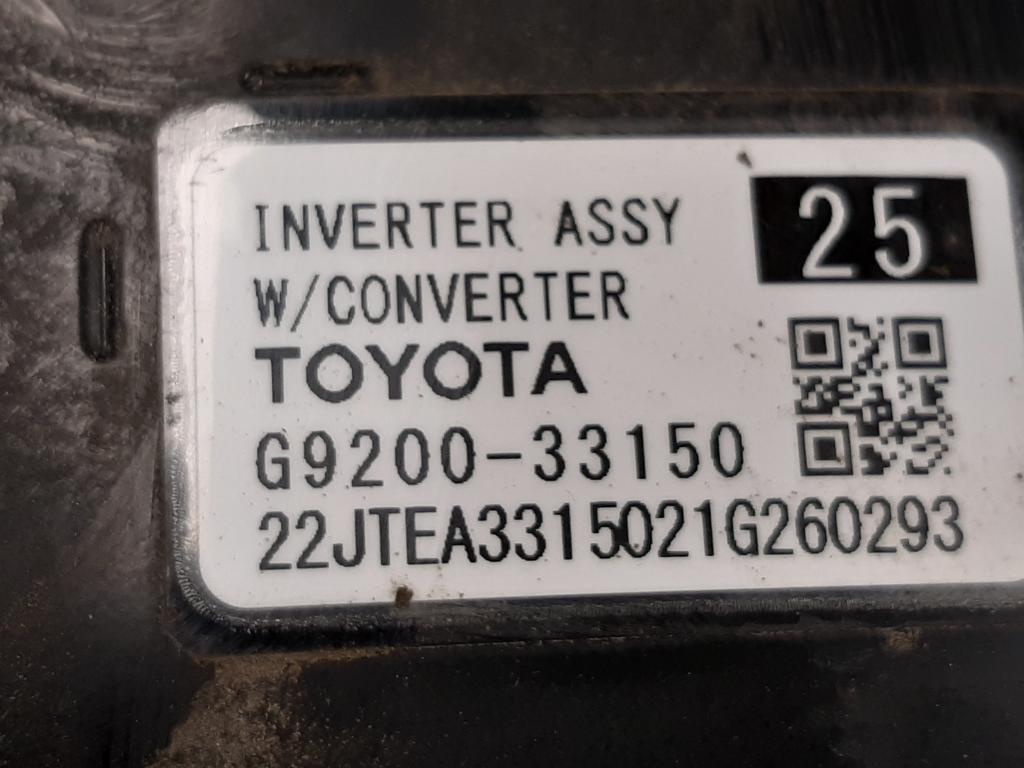 INVERTER ASSY
25
W/CONVERTER
TOYOTA
G9200-33150
22JTEA3315021G260293